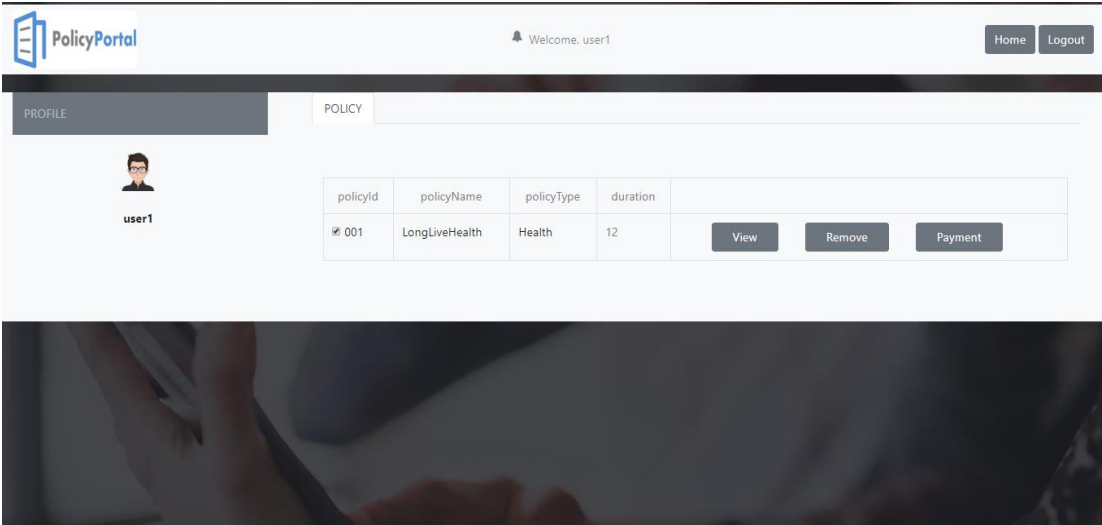 PolicyPortal
Welcome, user1
Home Logout
PROFILE
POLICY
user1
policyId policyName policyType duration
001 LongLiveHealth Health 12 View Remove Payment